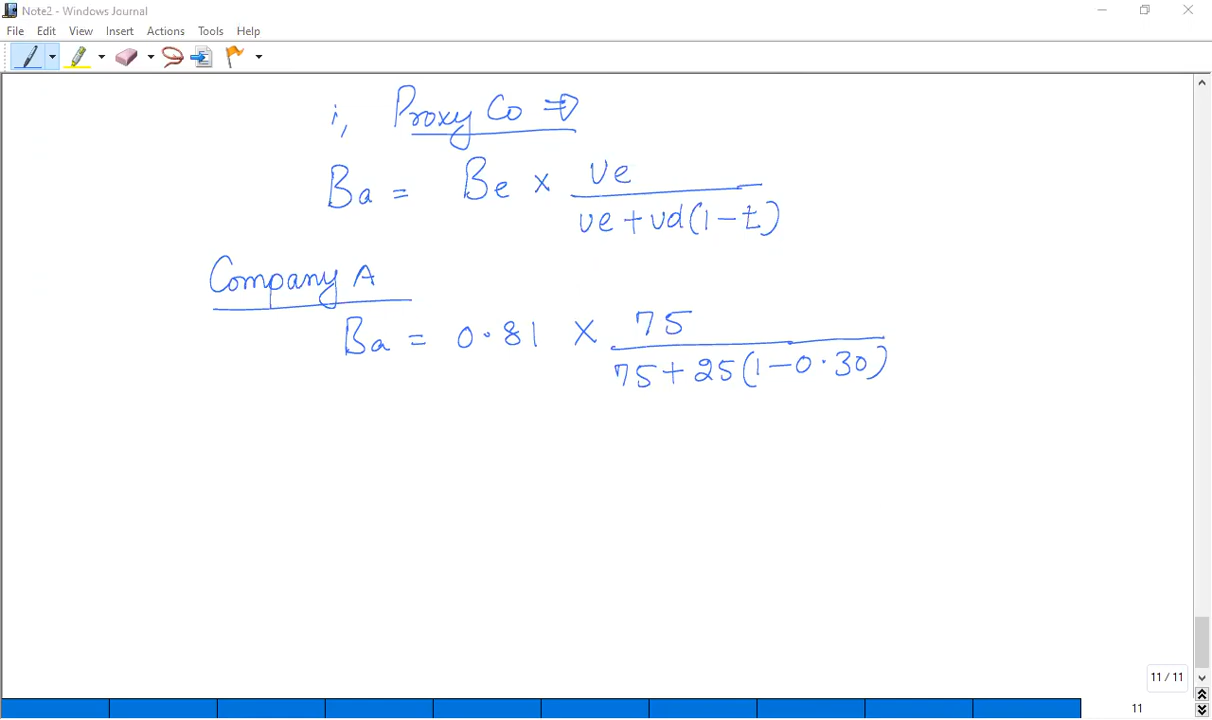 Note2 - Windows Journal
File Edit View Insert Actions Tools Help
i, Proxy Co ⇒
Ba = Be × ve / ve + vd(1-t)
Company A
Ba = 0.81 × 75 / 75 + 25(1-0.30)
11 / 11
11